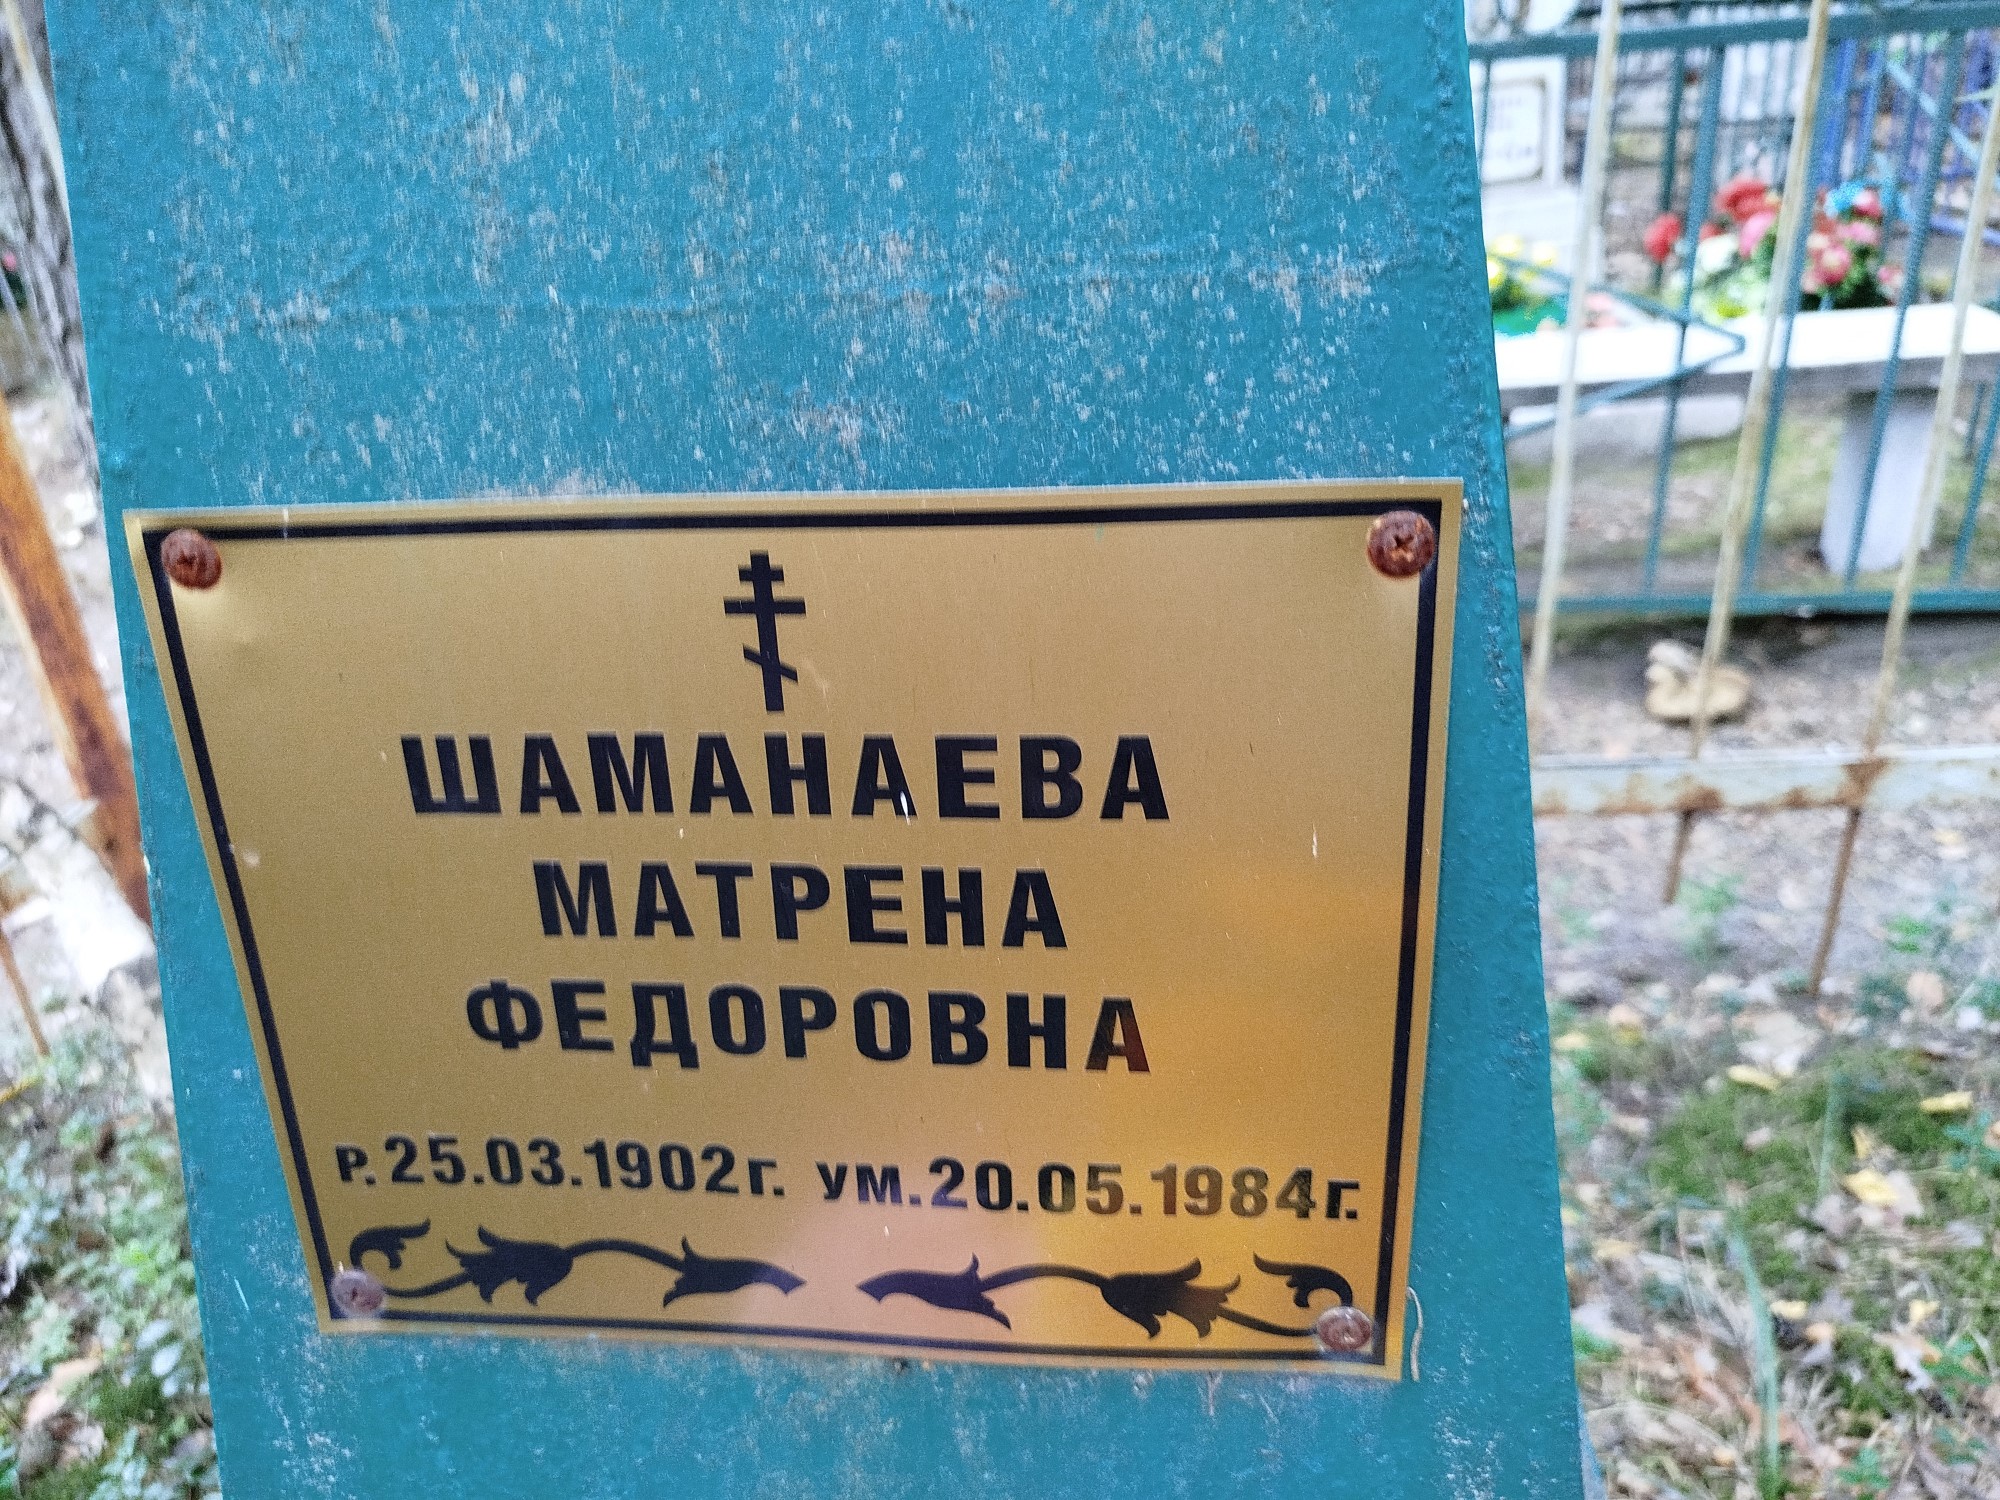 ШАМАНАЕВА
МАТРЕНА
ФЕДОРОВНА
Р.25.03.1902г. УМ.20.05.1984г.